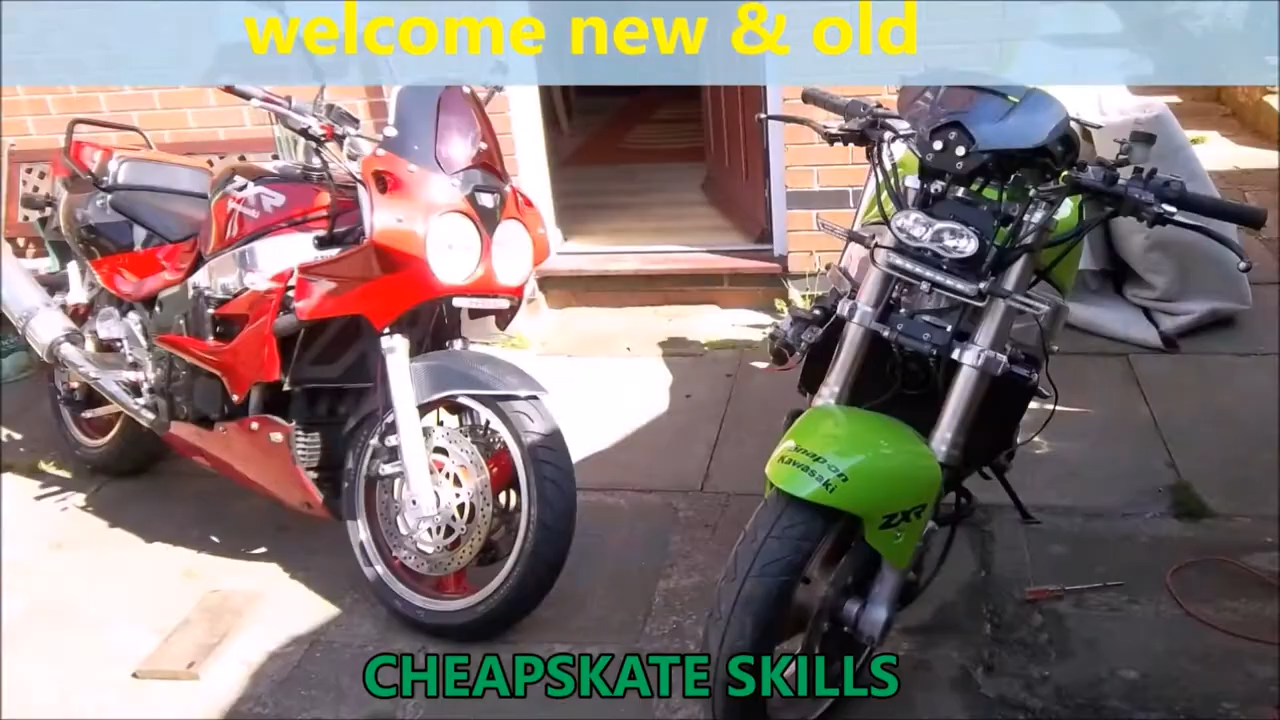 welcome new & old
ZXR
Snap on
Kawasaki
ZXR
CHEAPSKATE SKILLS